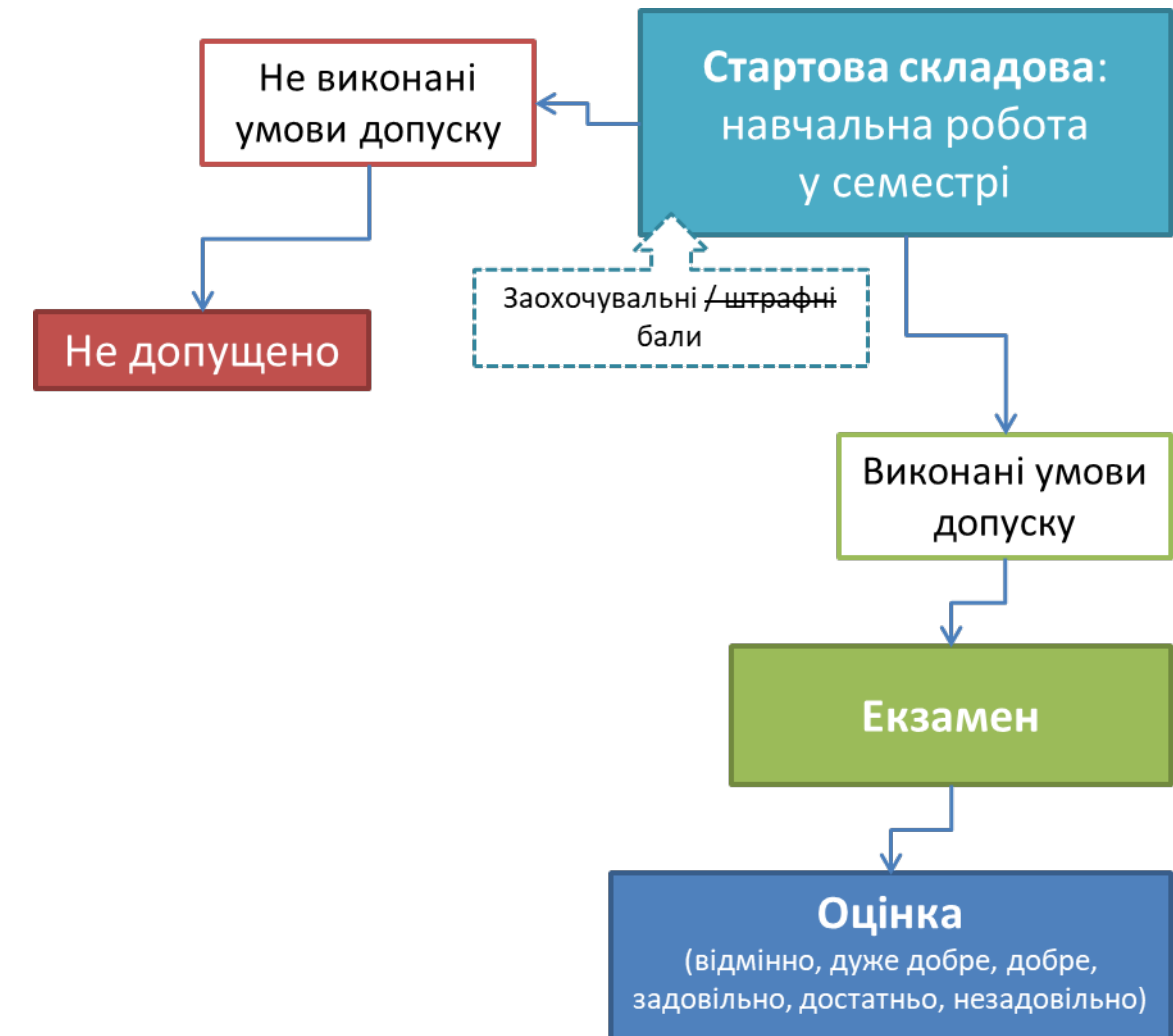 Не виконані
умови допуску
Стартова складова:
навчальна робота
у семестрі
Заохочувальні / штрафні
бали
Не допущено
Виконані умови
допуску
Екзамен
Оцінка
(відмінно, дуже добре, добре,
задовільно, достатньо, незадовільно)